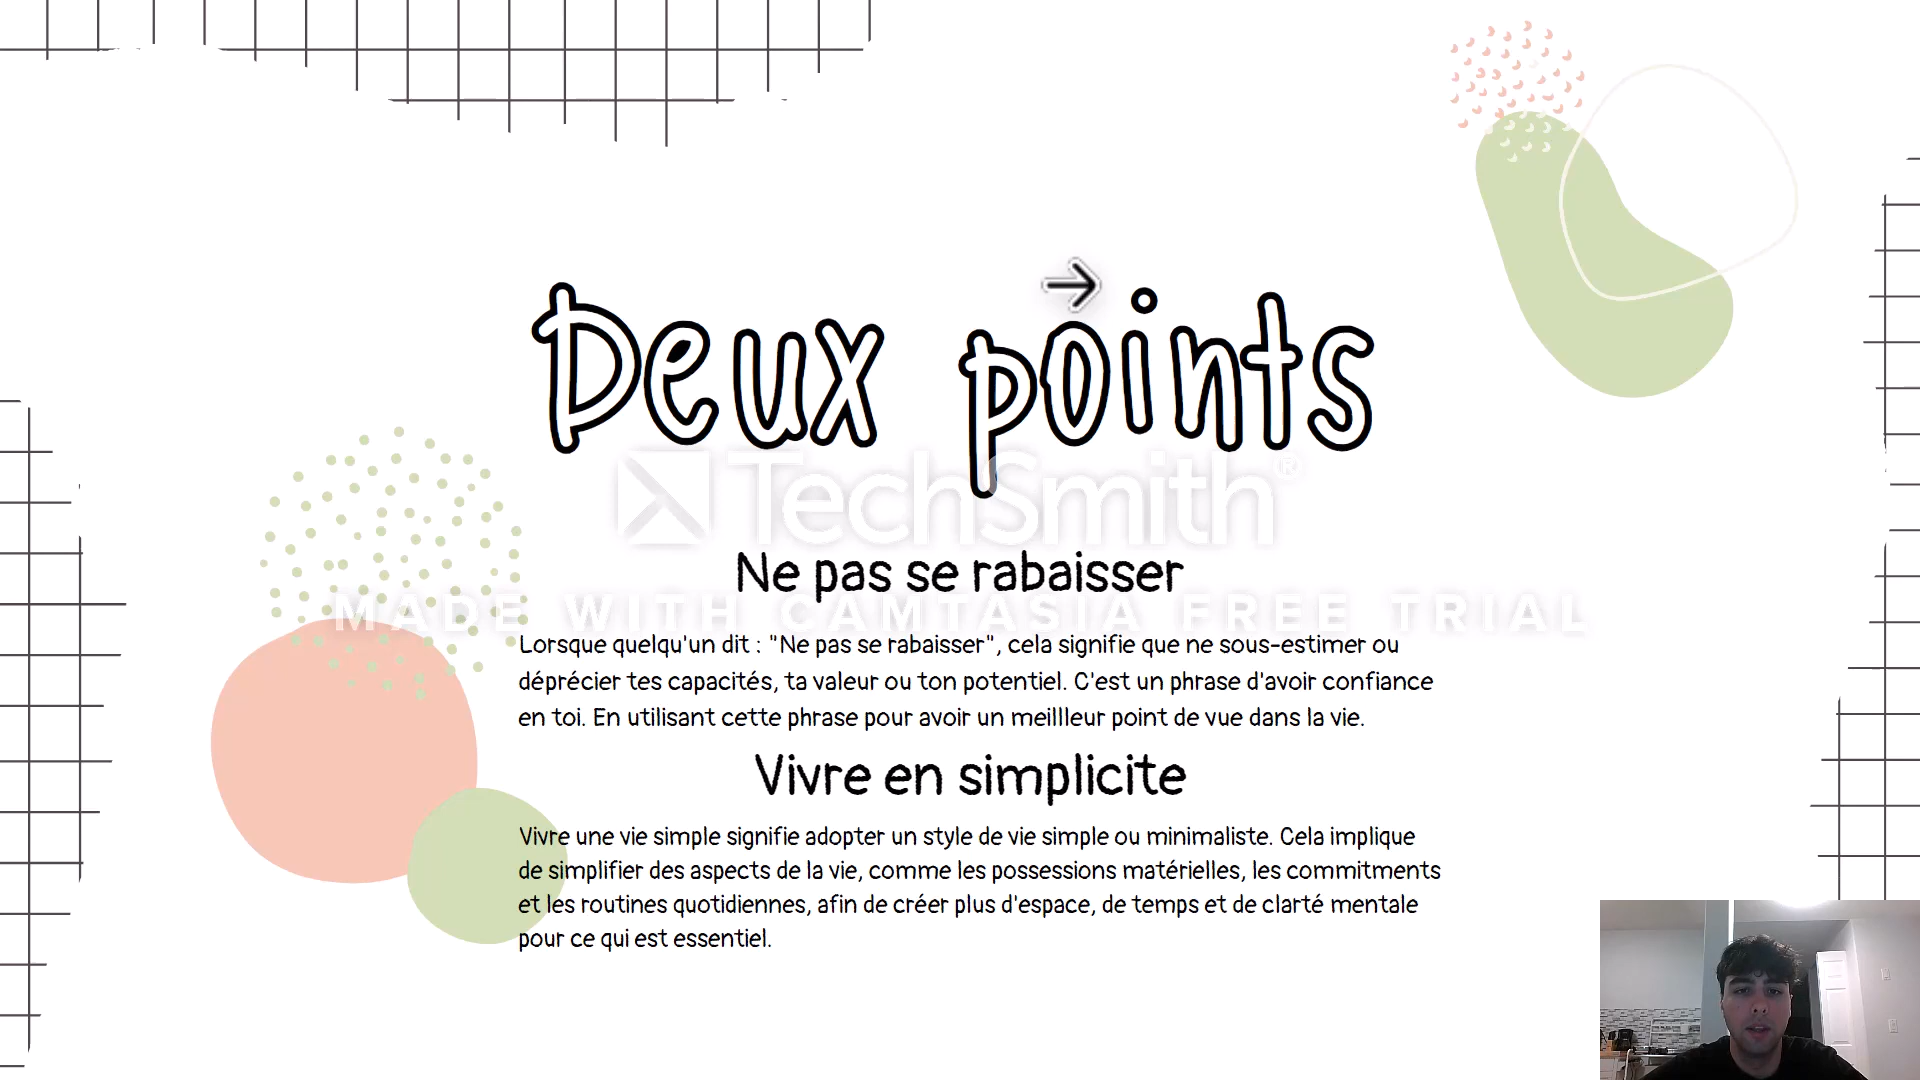 Deux points
TechSmith®
Ne pas se rabaisser
MADE WITH CAMTASIA FREE TRIAL
Lorsque quelqu'un dit : "Ne pas se rabaisser", cela signifie que ne sous-estimer ou
déprécier tes capacités, ta valeur ou ton potentiel. C'est un phrase d'avoir confiance
en toi. En utilisant cette phrase pour avoir un meillleur point de vue dans la vie.
Vivre en simplicite
Vivre une vie simple signifie adopter un style de vie simple ou minimaliste. Cela implique
de simplifier des aspects de la vie, comme les possessions matérielles, les commitments
et les routines quotidiennes, afin de créer plus d'espace, de temps et de clarté mentale
pour ce qui est essentiel.